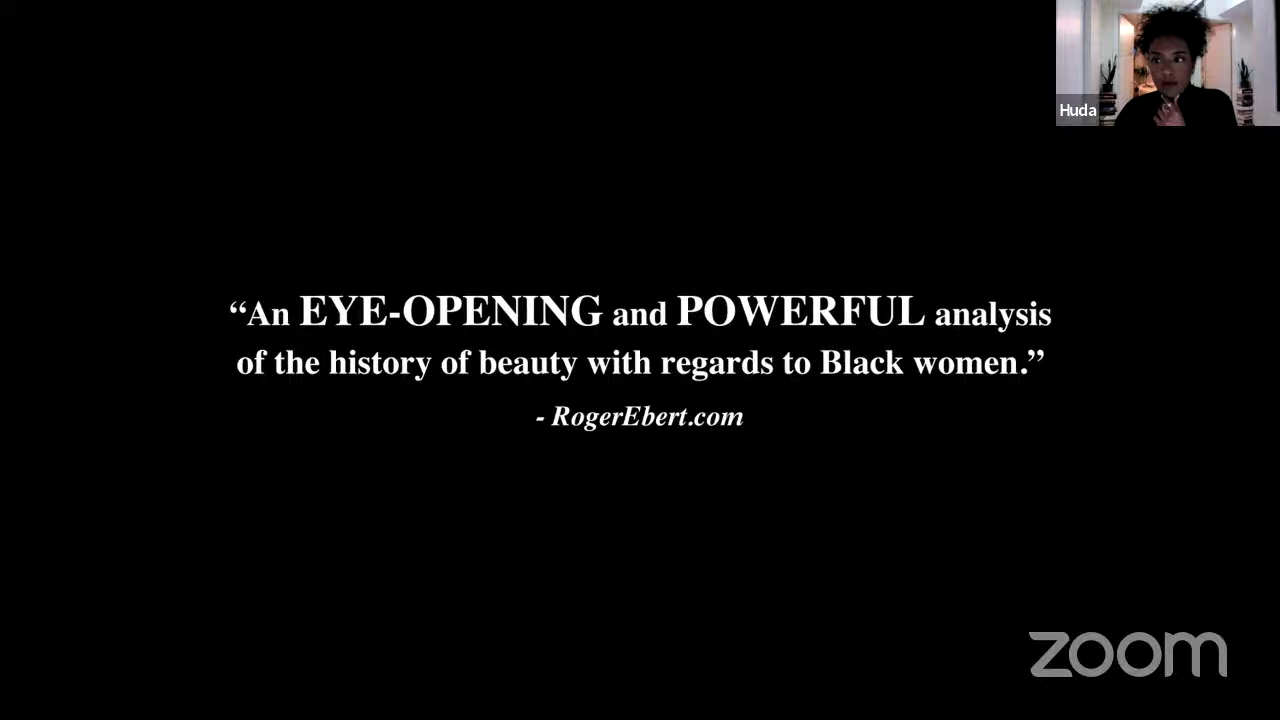 Huda
“An EYE-OPENING and POWERFUL analysis
of the history of beauty with regards to Black women.”
- RogerEbert.com
zoom